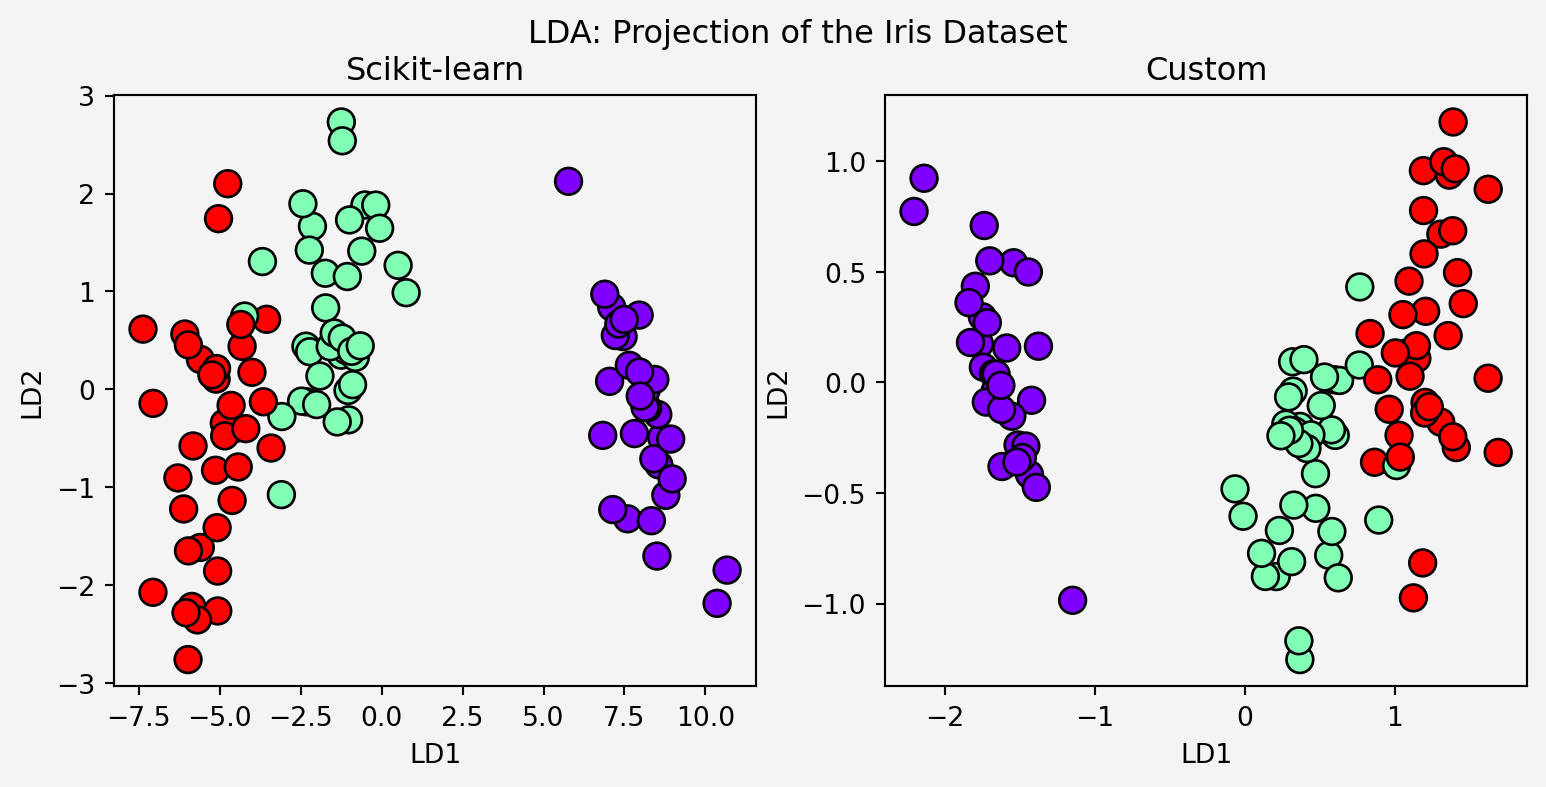 LDA: Projection of the Iris Dataset
Scikit-learn
3
2
1
0
−1
−2
−3
LD2
−7.5 −5.0 −2.5 0.0 2.5 5.0 7.5 10.0
LD1
Custom
1.0
0.5
0.0
−0.5
−1.0
LD2
−2 −1 0 1
LD1